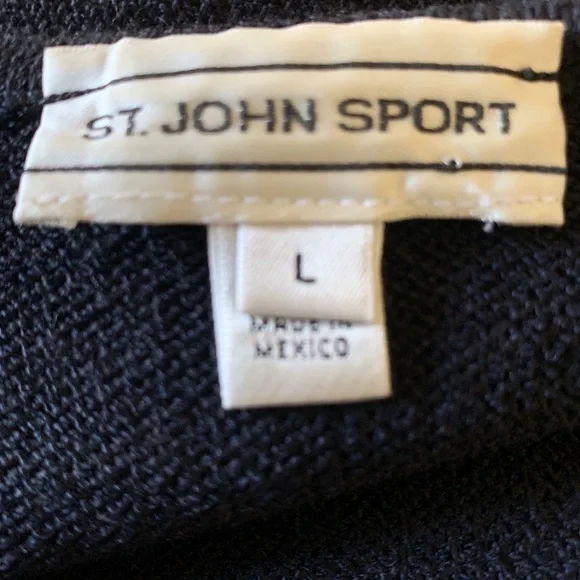 ST. JOHN SPORT
L
MADE IN
MEXICO